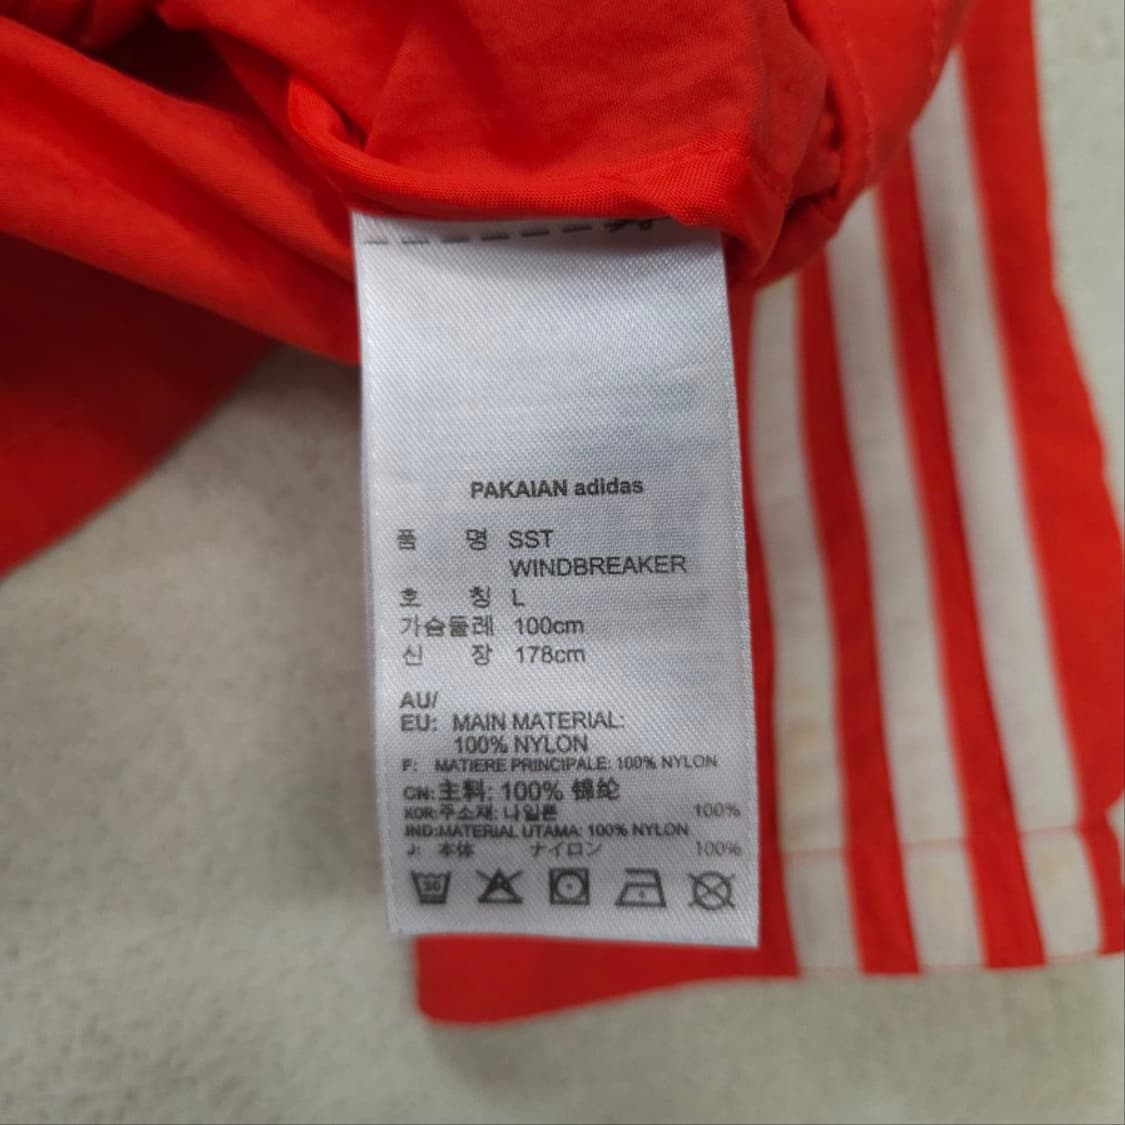 PAKAIAN adidas
품 명 SST
WINDBREAKER
호 칭 L
가슴둘레 100cm
신 장 178cm
AU/
EU: MAIN MATERIAL:
100% NYLON
F: MATIERE PRINCIPALE: 100% NYLON
CN:主料: 100% 锦纶
KOR:주소재: 나일론 100%
IND:MATERIAL UTAMA: 100% NYLON
J: 本体 ナイロン 100%
30